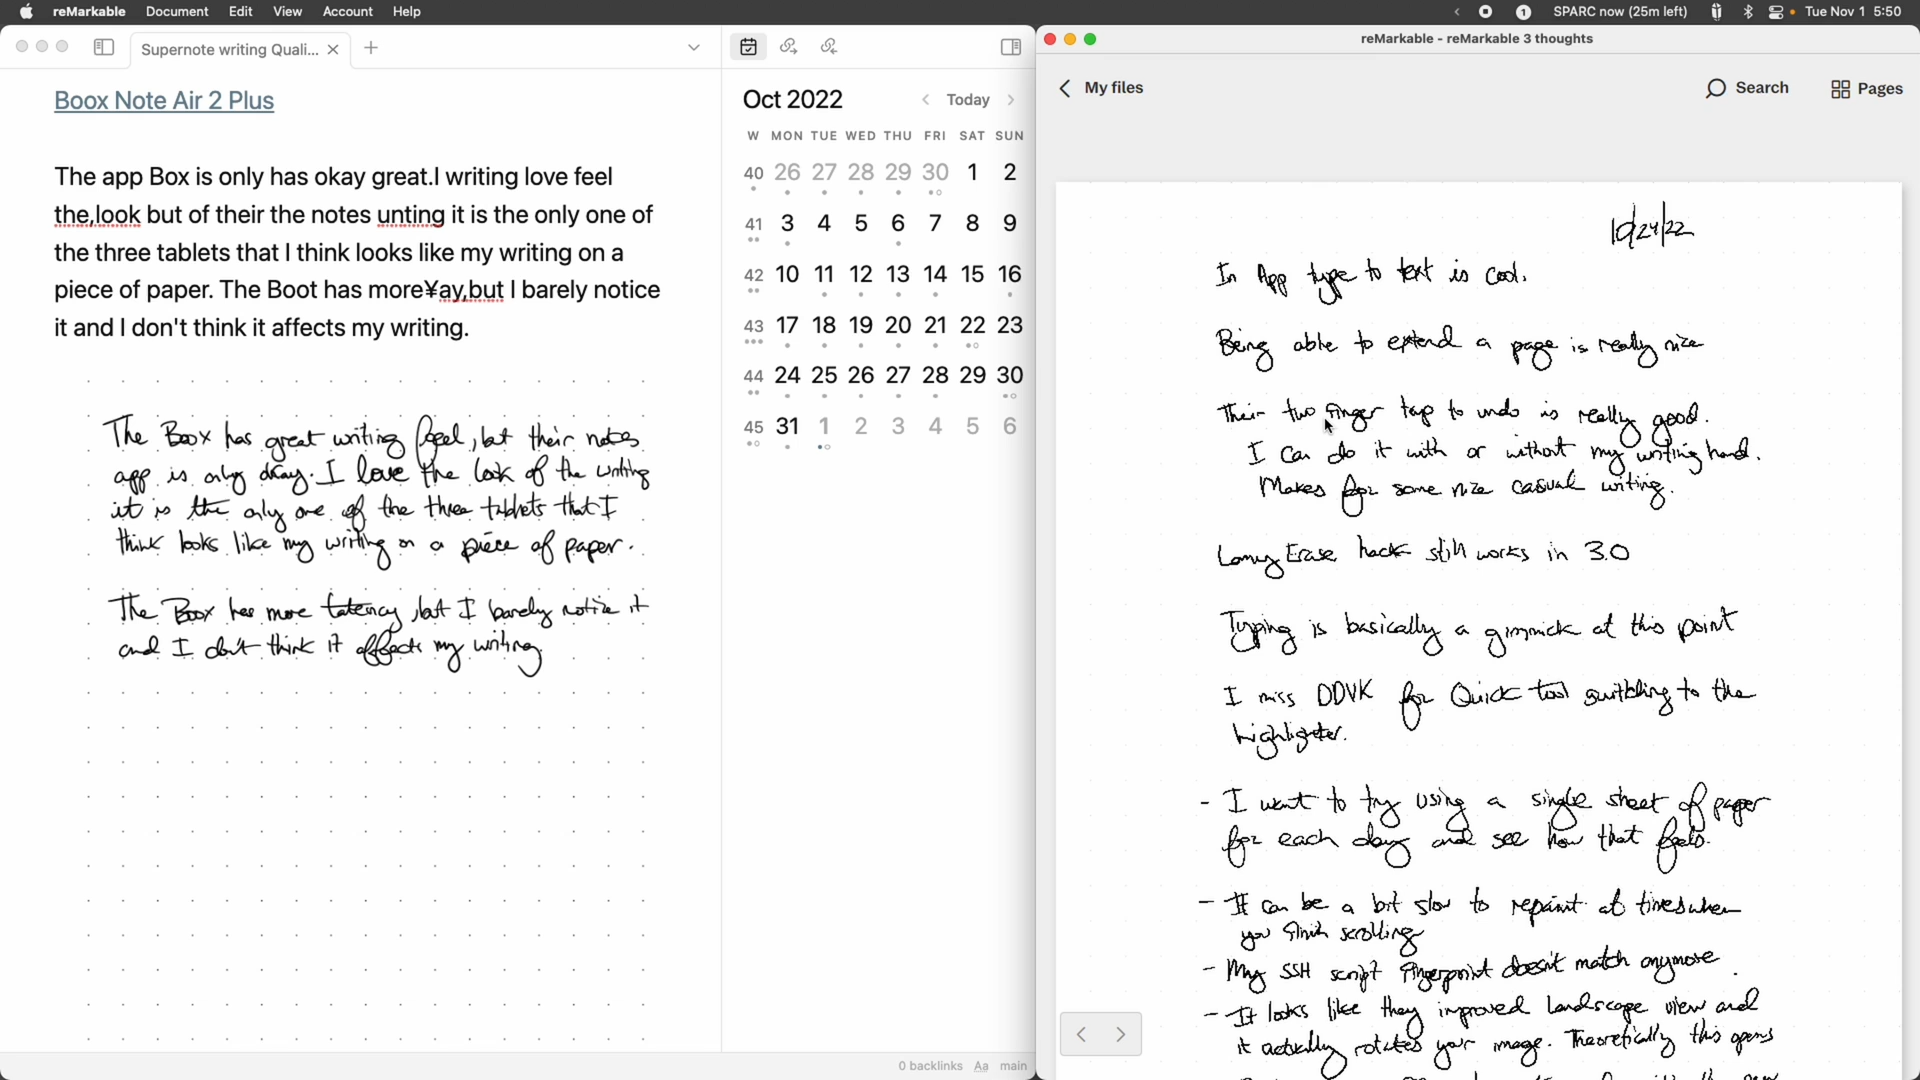 reMarkable Document Edit View Account Help
1 SPARC now (25m left) Tue Nov 1 5:50
Supernote writing Quali...
Boox Note Air 2 Plus
The app Box is only has okay great.I writing love feel
the,look but of their the notes unting it is the only one of
the three tablets that I think looks like my writing on a
piece of paper. The Boot has more¥ay,but I barely notice
it and I don't think it affects my writing.
The Boox has great writing feel, but their notes
app is only okay. I love the look of the writing
it is the only one of the three tablets that I
think looks like my writing on a piece of paper.
The Boox has more latency, but I barely notice it
and I don't think it affects my writing
Oct 2022 Today
W MON TUE WED THU FRI SAT SUN
40 26 27 28 29 30 1 2
41 3 4 5 6 7 8 9
42 10 11 12 13 14 15 16
43 17 18 19 20 21 22 23
44 24 25 26 27 28 29 30
45 31 1 2 3 4 5 6
0 backlinks Aa main
reMarkable - reMarkable 3 thoughts
My files Search Pages
10/24/22
In App type to text is cool.
Being able to extend a page is really nize
Their two finger tap to undo is really good.
I can do it with or without my writing hand.
Makes for some nize casual writing.
Lamy Erase hack still works in 3.0
Typing is basically a gimmick at this point
I miss DDVK for Quick tool switching to the
highlighter.
- I want to try using a single sheet of paper
for each day and see how that feels.
- It can be a bit slow to repaint at times when
you finish scrolling
- My SSH script fingerprint doesn't match anymore.
- It looks like they improved landscape view and
it actually rotates your image. Theoretically this opens